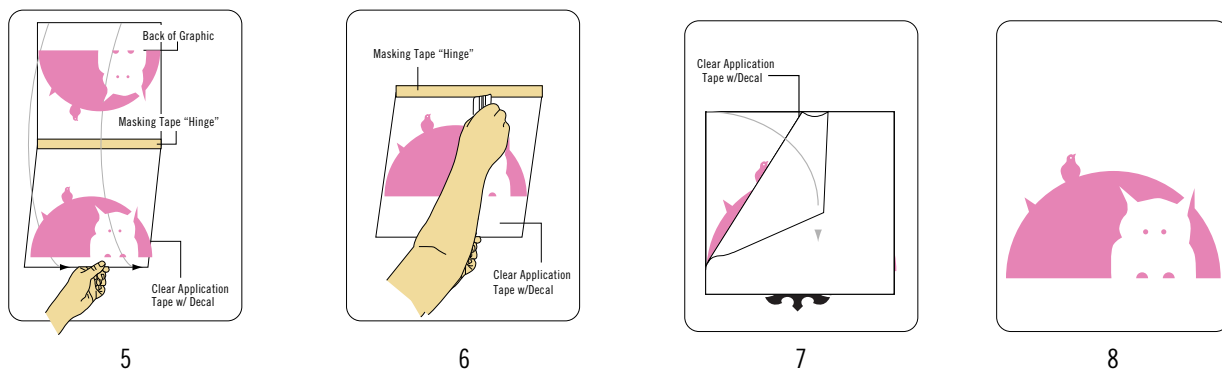 Back of Graphic
Masking Tape “Hinge”
Clear Application
Tape w/ Decal
5
Masking Tape “Hinge”
Clear Application
Tape w/Decal
6
Clear Application
Tape w/Decal
7
8